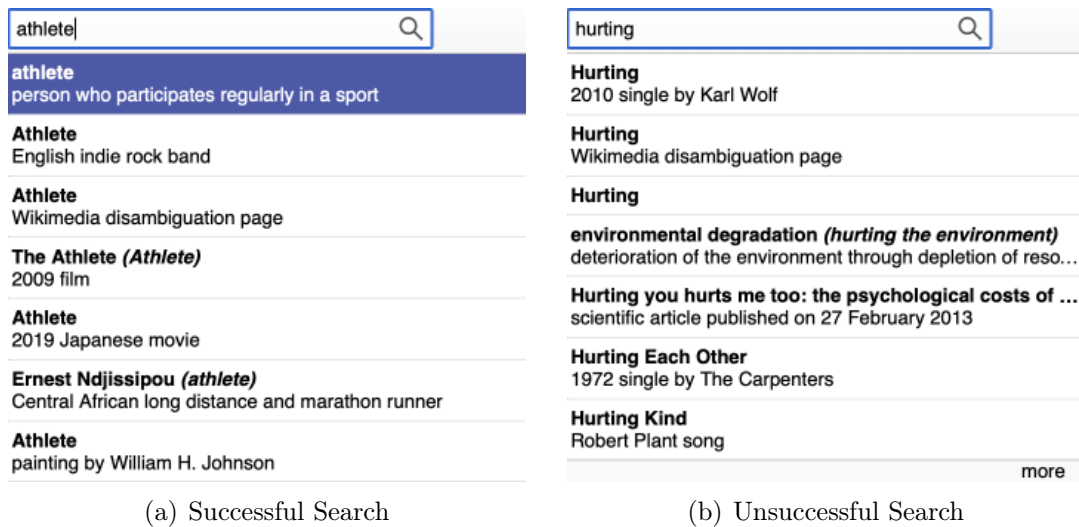 athlete
athlete
person who participates regularly in a sport
Athlete
English indie rock band
Athlete
Wikimedia disambiguation page
The Athlete (Athlete)
2009 film
Athlete
2019 Japanese movie
Ernest Ndjissipou (athlete)
Central African long distance and marathon runner
Athlete
painting by William H. Johnson
(a) Successful Search
hurting
Hurting
2010 single by Karl Wolf
Hurting
Wikimedia disambiguation page
Hurting
environmental degradation (hurting the environment)
deterioration of the environment through depletion of reso...
Hurting you hurts me too: the psychological costs of ...
scientific article published on 27 February 2013
Hurting Each Other
1972 single by The Carpenters
Hurting Kind
Robert Plant song
more
(b) Unsuccessful Search